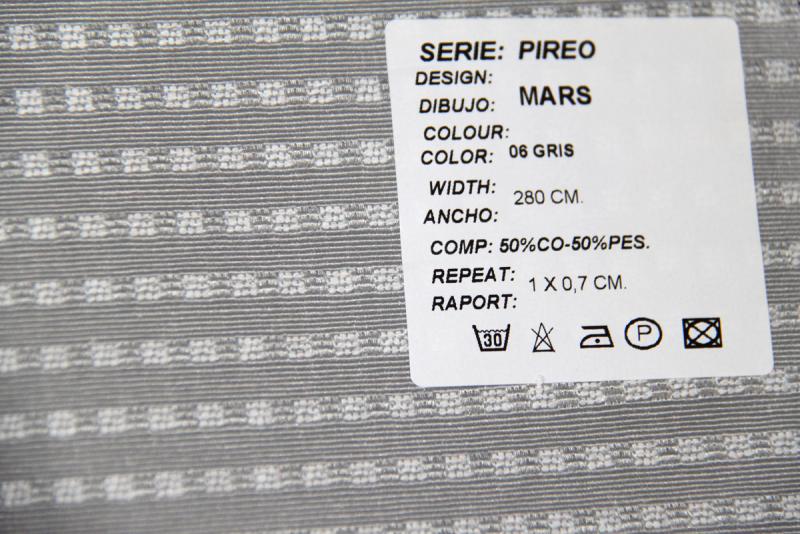 SERIE: PIREO
DESIGN:
DIBUJO: MARS
COLOUR:
COLOR: 06 GRIS
WIDTH:
ANCHO: 280 CM.
COMP: 50%CO-50%PES.
REPEAT:
RAPORT: 1 X 0,7 CM.
30 P